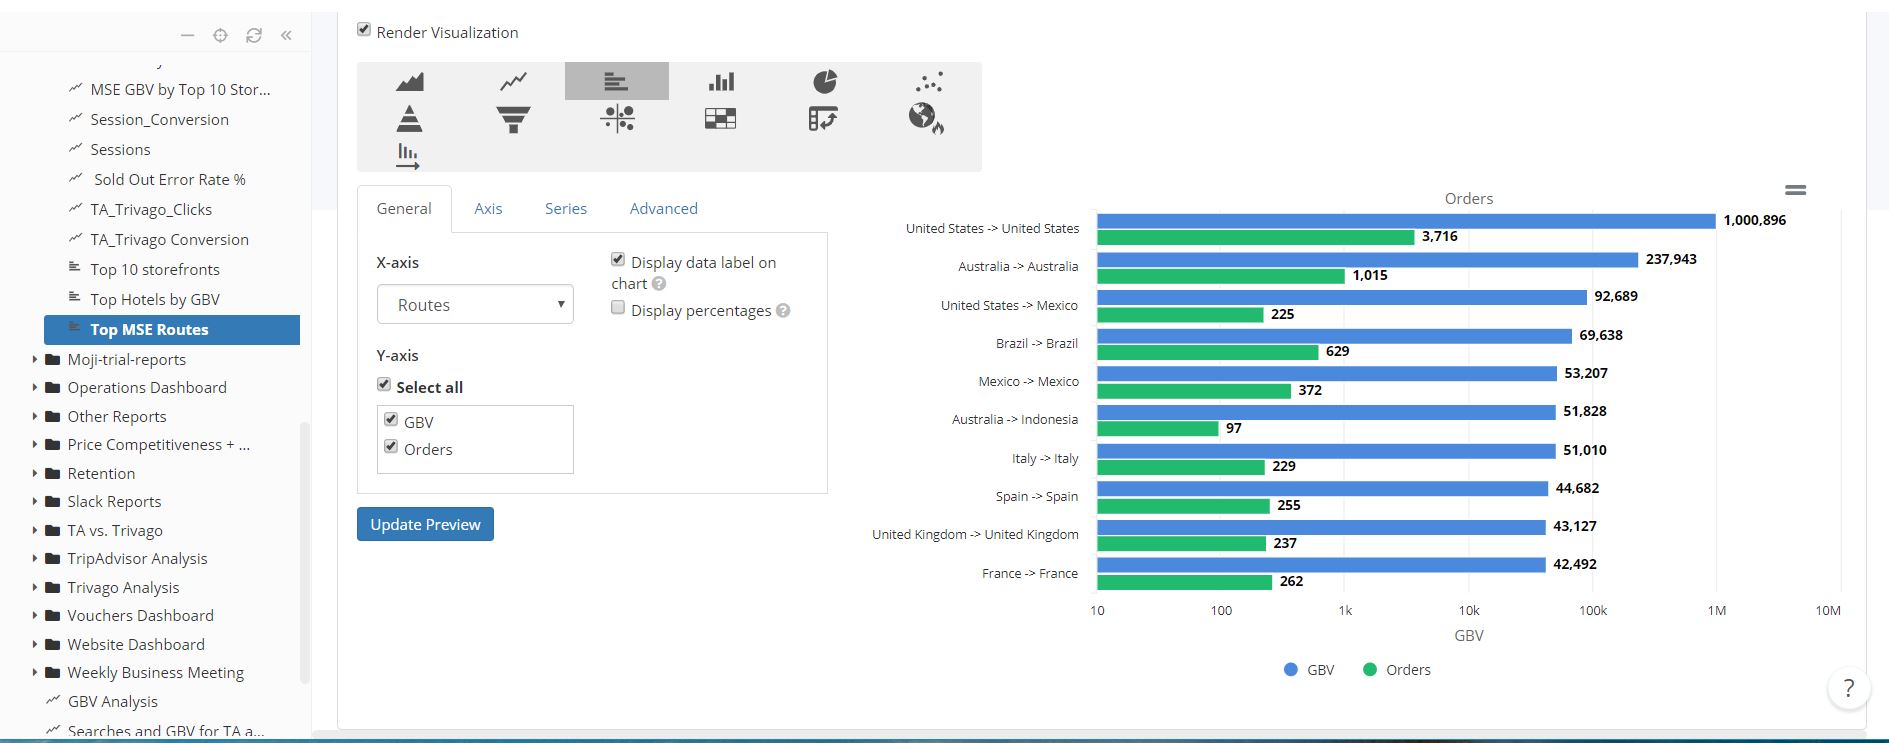 Render Visualization
MSE GBV by Top 10 Stor...
Session_Conversion
Sessions
Sold Out Error Rate %
TA_Trivago_Clicks
TA_Trivago Conversion
Top 10 storefronts
Top Hotels by GBV
Top MSE Routes
Moji-trial-reports
Operations Dashboard
Other Reports
Price Competitiveness + ...
Retention
Slack Reports
TA vs. Trivago
TripAdvisor Analysis
Trivago Analysis
Vouchers Dashboard
Website Dashboard
Weekly Business Meeting
GBV Analysis
Searches and GBV for TA a...
General Axis Series Advanced
X-axis
Routes
Display data label on
chart ?
Display percentages ?
Y-axis
Select all
GBV
Orders
Update Preview
Orders
United States -> United States 1,000,896
3,716
Australia -> Australia 237,943
1,015
United States -> Mexico 92,689
225
Brazil -> Brazil 69,638
629
Mexico -> Mexico 53,207
372
Australia -> Indonesia 51,828
97
Italy -> Italy 51,010
229
Spain -> Spain 44,682
255
United Kingdom -> United Kingdom 43,127
237
France -> France 42,492
262
10 100 1k 10k 100k 1M 10M
GBV
GBV Orders
?